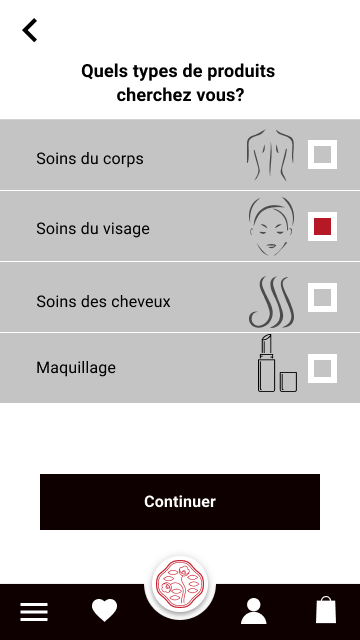 Quels types de produits
cherchez vous?
Soins du corps
Soins du visage
Soins des cheveux
Maquillage
Continuer